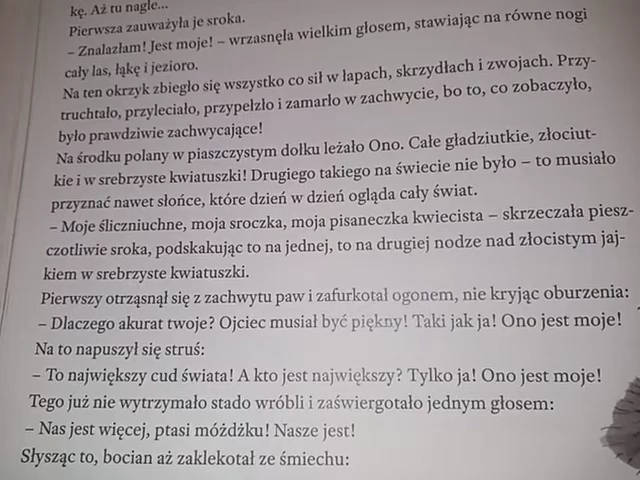 kę. Aż tu nagle...
Pierwsza zauważyła je sroka.
– Znalazłam! Jest moje! – wrzasnęła wielkim głosem, stawiając na równe nogi
cały las, łąkę i jezioro.
Na ten okrzyk zbiegło się wszystko co sił w łapach, skrzydłach i zwojach. Przy-
truchtało, przyleciało, przypełzło i zamarło w zachwycie, bo to, co zobaczyło,
było prawdziwie zachwycające!
Na środku polany w piaszczystym dołku leżało Ono. Całe gładziutkie, złociut-
kie i w srebrzyste kwiatuszki! Drugiego takiego na świecie nie było – to musiało
przyznać nawet słońce, które dzień w dzień ogląda cały świat.
– Moje śliczniuchne, moja sroczka, moja pisaneczka kwiecista – skrzeczała piesz-
czotliwie sroka, podskakując to na jednej, to na drugiej nodze nad złocistym jaj-
kiem w srebrzyste kwiatuszki.
Pierwszy otrząsnął się z zachwytu paw i zafurkotał ogonem, nie kryjąc oburzenia:
– Dlaczego akurat twoje? Ojciec musiał być piękny! Taki jak ja! Ono jest moje!
Na to napuszył się struś:
– To największy cud świata! A kto jest największy? Tylko ja! Ono jest moje!
Tego już nie wytrzymało stado wróbli i zaświergotało jednym głosem:
– Nas jest więcej, ptasi móżdżku! Nasze jest!
Słysząc to, bocian aż zaklekotał ze śmiechu: